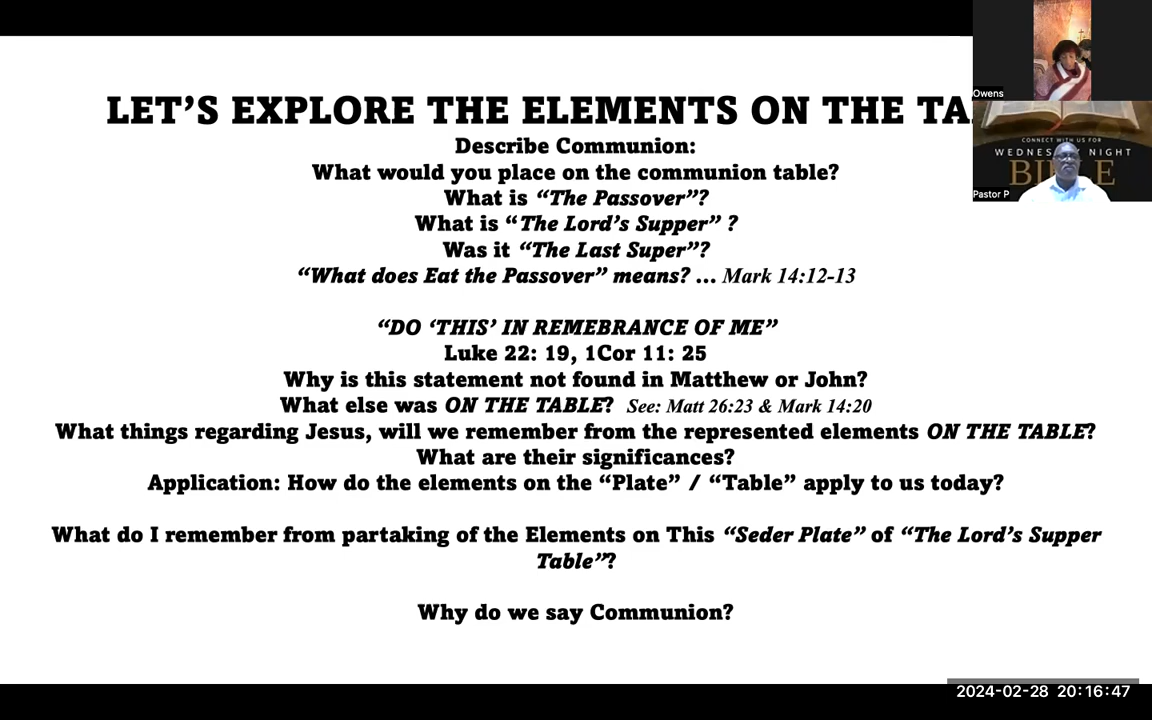 LET'S EXPLORE THE ELEMENTS ON THE TA
Describe Communion:
What would you place on the communion table?
What is “The Passover”?
What is “The Lord’s Supper” ?
Was it “The Last Super”?
“What does Eat the Passover” means? ... Mark 14:12-13
“DO ‘THIS’ IN REMEBRANCE OF ME”
Luke 22: 19, 1Cor 11: 25
Why is this statement not found in Matthew or John?
What else was ON THE TABLE? See: Matt 26:23 & Mark 14:20
What things regarding Jesus, will we remember from the represented elements ON THE TABLE?
What are their significances?
Application: How do the elements on the “Plate” / “Table” apply to us today?
What do I remember from partaking of the Elements on This “Seder Plate” of “The Lord’s Supper
Table”?
Why do we say Communion?
Owens
CONNECT WITH US FOR
WEDNES Y NIGHT
BI LE
Pastor P
2024-02-28 20:16:47